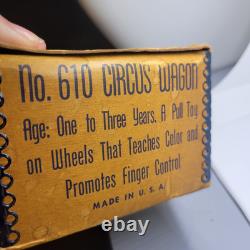 No. 610 CIRCUS WAGON
Age: One to Three Years. A Pull Toy
on Wheels That Teaches Color and
Promotes Finger Control
MADE IN U.S.A.